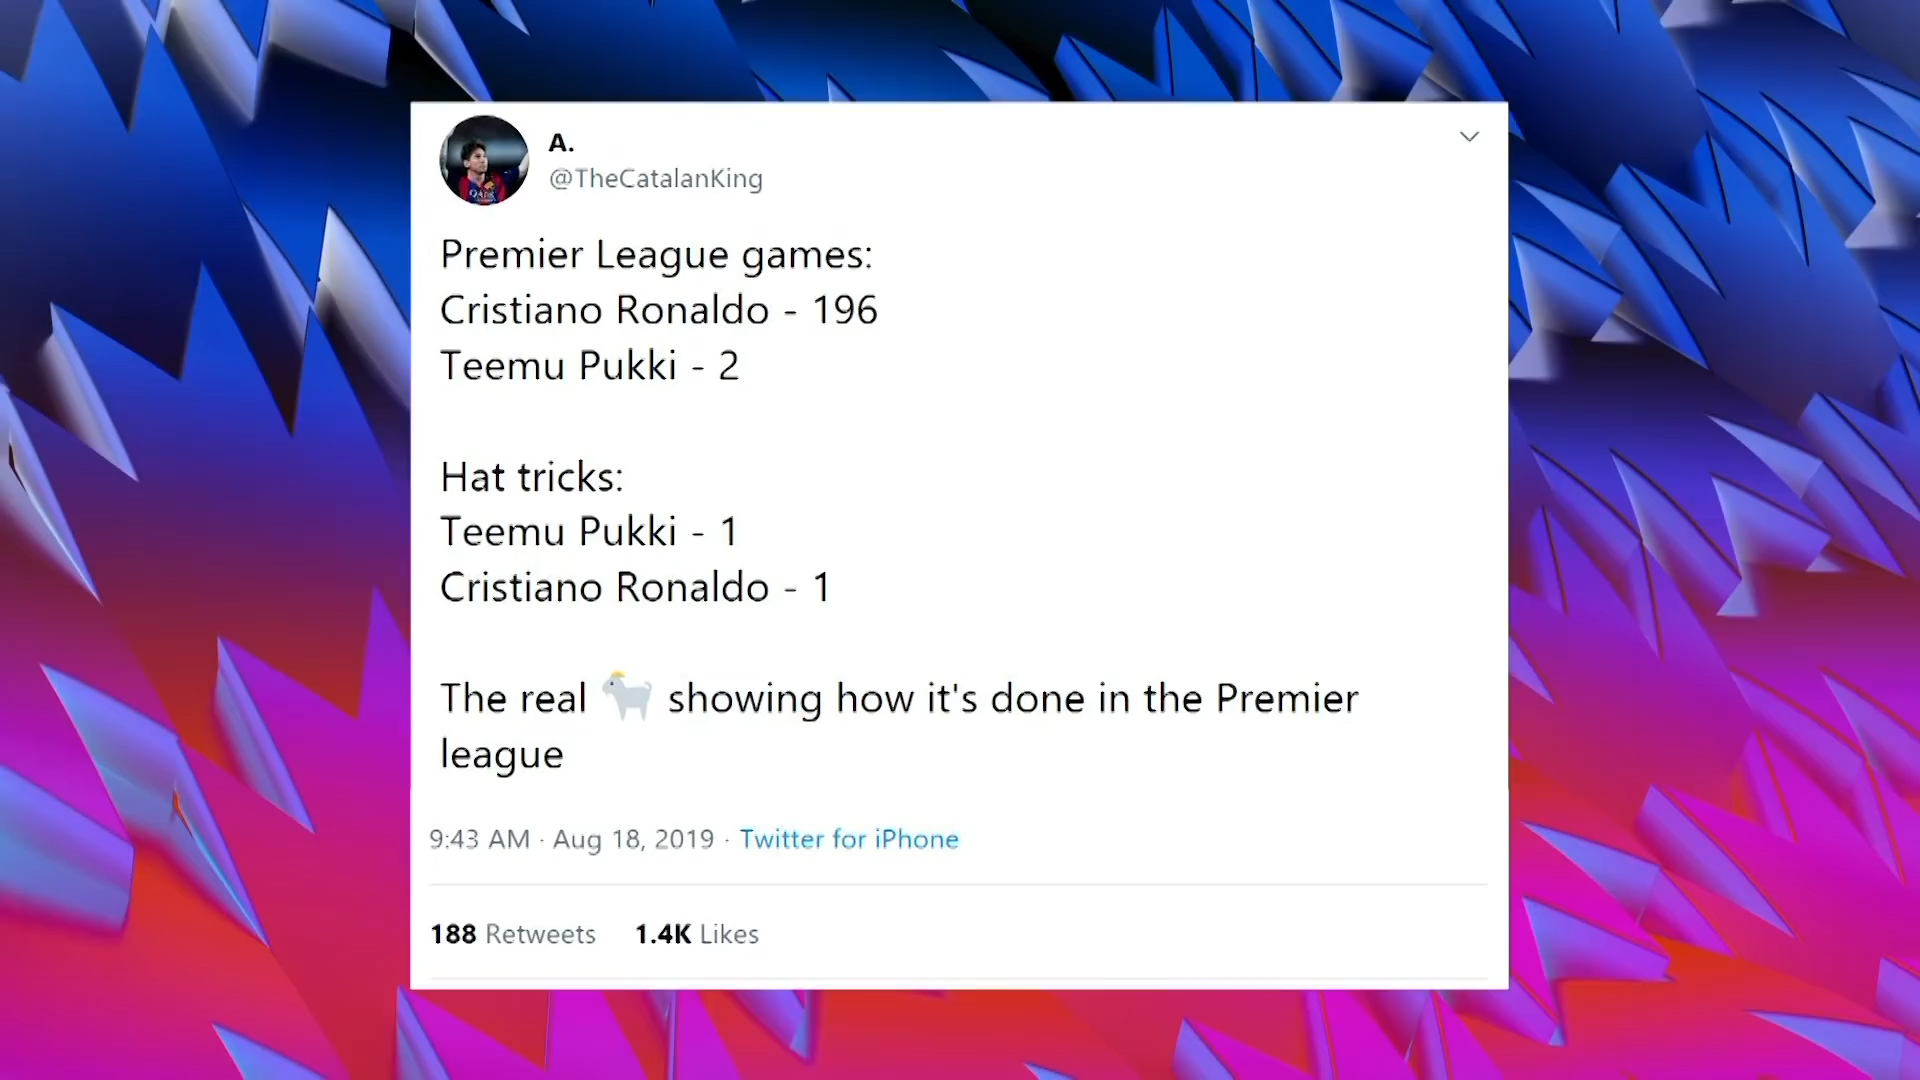 A.
@TheCatalanKing
Premier League games:
Cristiano Ronaldo - 196
Teemu Pukki - 2
Hat tricks:
Teemu Pukki - 1
Cristiano Ronaldo - 1
The real 🐐 showing how it's done in the Premier
league
9:43 AM · Aug 18, 2019 · Twitter for iPhone
188 Retweets 1.4K Likes